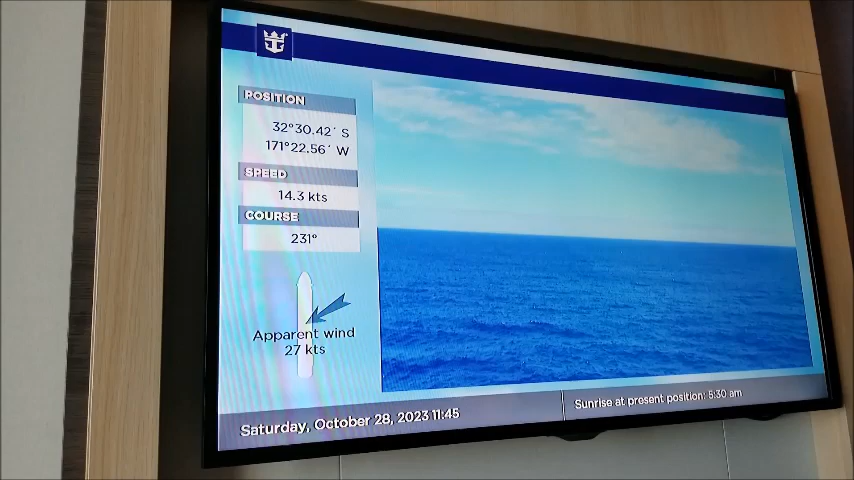 POSITION
32°30.42' S
171°22.56' W
SPEED
14.3 kts
COURSE
231°
Apparent wind
27 kts
Saturday, October 28, 2023 11:45
Sunrise at present position: 5:30 am